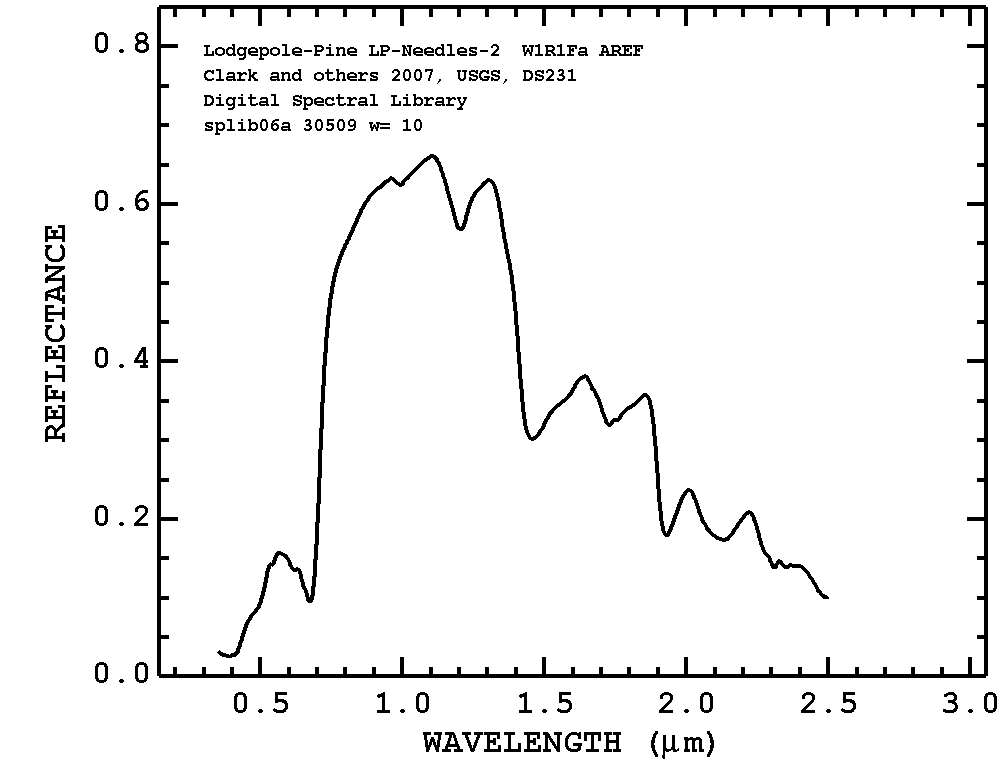 0.8
Lodgepole-Pine LP-Needles-2  W1R1Fa AREF
Clark and others 2007, USGS, DS231
Digital Spectral Library
splib06a 30509 w= 10
0.6
REFLECTANCE
0.4
0.2
0.0
0.5 1.0 1.5 2.0 2.5 3.0
WAVELENGTH (μm)